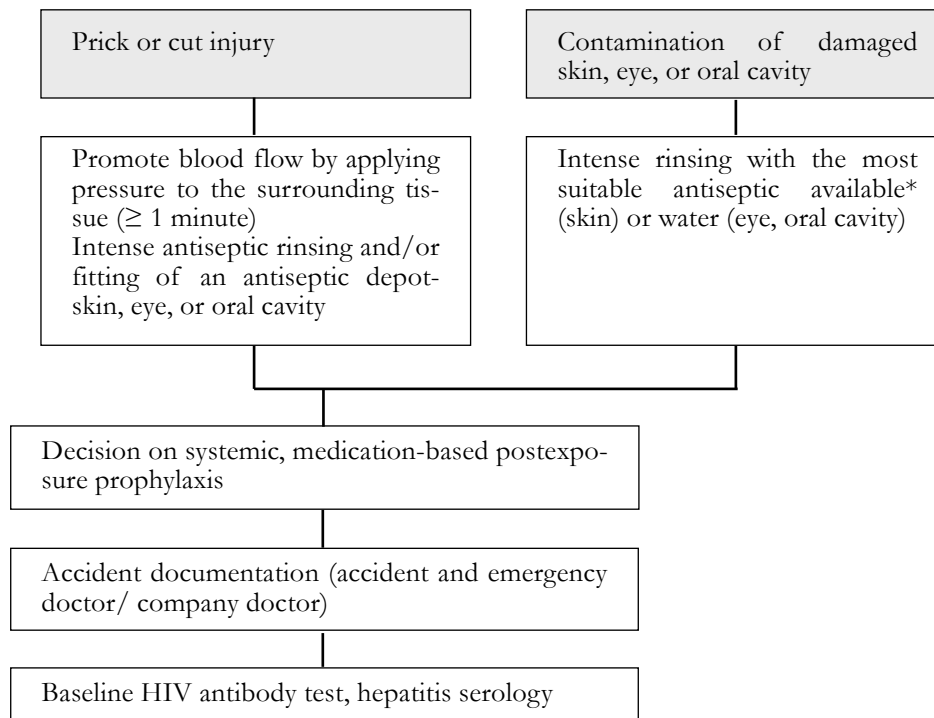 Prick or cut injury
Contamination of damaged
skin, eye, or oral cavity
Promote blood flow by applying
pressure to the surrounding tis-
sue (≥ 1 minute)
Intense antiseptic rinsing and/or
fitting of an antiseptic depot-
skin, eye, or oral cavity
Intense rinsing with the most
suitable antiseptic available*
(skin) or water (eye, oral cavity)
Decision on systemic, medication-based postexpo-
sure prophylaxis
Accident documentation (accident and emergency
doctor/ company doctor)
Baseline HIV antibody test, hepatitis serology